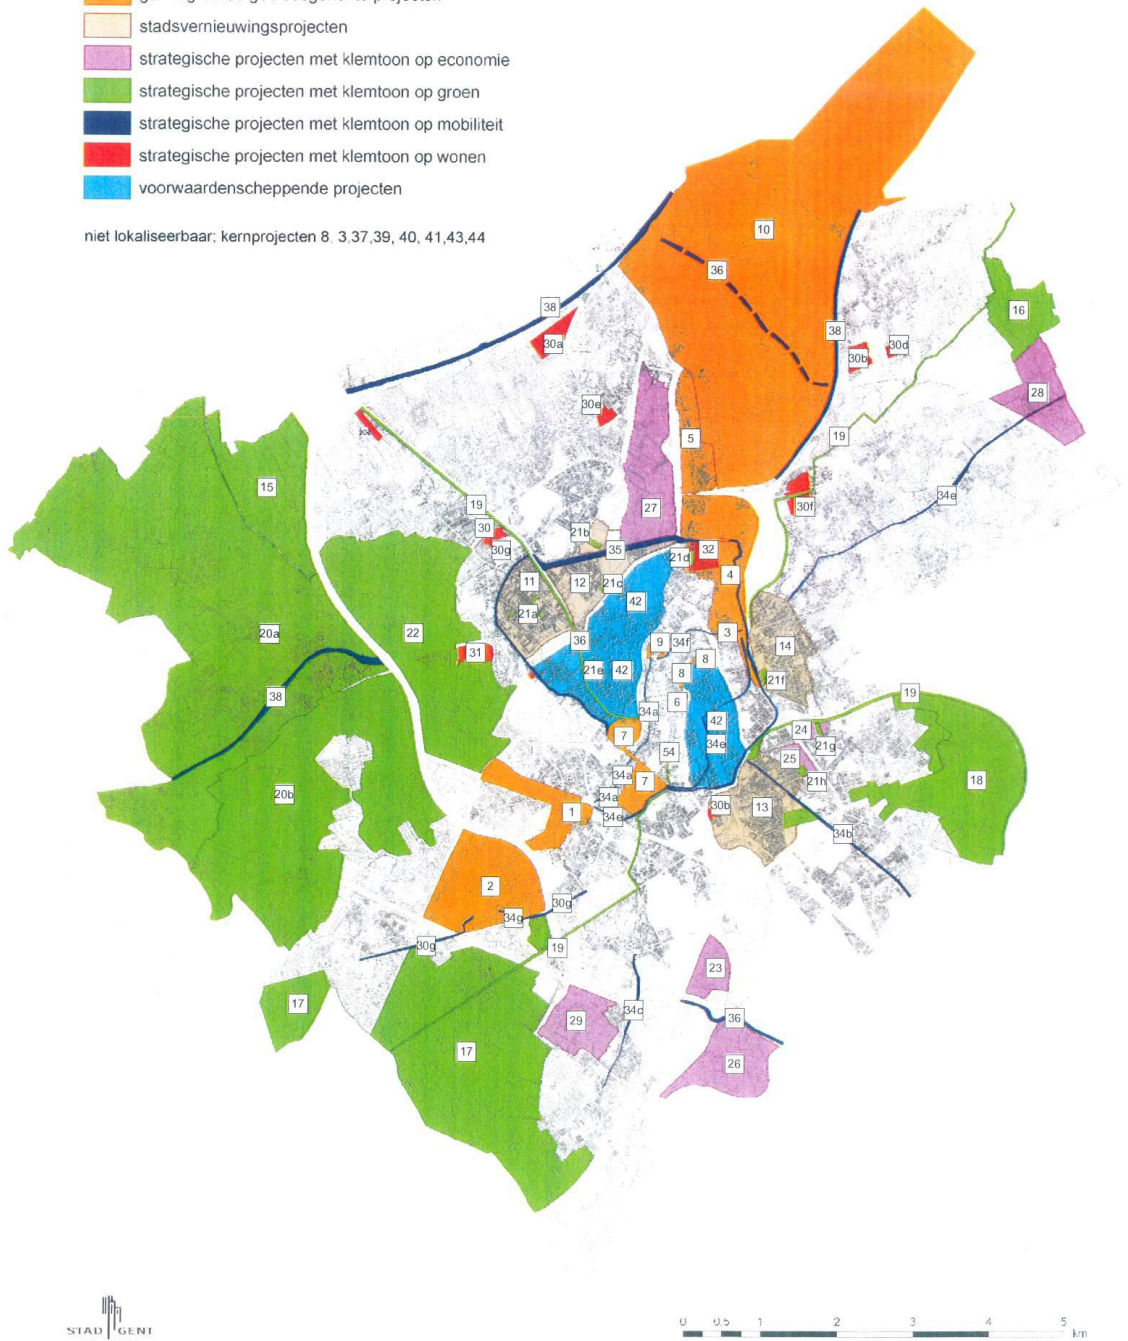 projecten
stadsvernieuwingsprojecten
strategische projecten met klemtoon op economie
strategische projecten met klemtoon op groen
strategische projecten met klemtoon op mobiliteit
strategische projecten met klemtoon op wonen
voorwaardenscheppende projecten
niet lokaliseerbaar; kernprojecten 8, 3,37,39, 40, 41,43,44
10
36
38
16
38
30a
30b
30d
28
30e
5
19
15
19
27
34e
30f
30
21b
30g
35
21d
32
11
12
21c
4
42
21a
20a
22
36
9
34f
3
14
31
8
21e
42
8
21f
38
6
34a
42
19
7
24
34e
21g
54
25
34a
7
21h
18
20b
34a
30b
13
1
34e
34b
2
30g
34g
30g
19
23
17
34c
29
36
17
26
STAD GENT
0 0,5 1 2 3 4 5
km